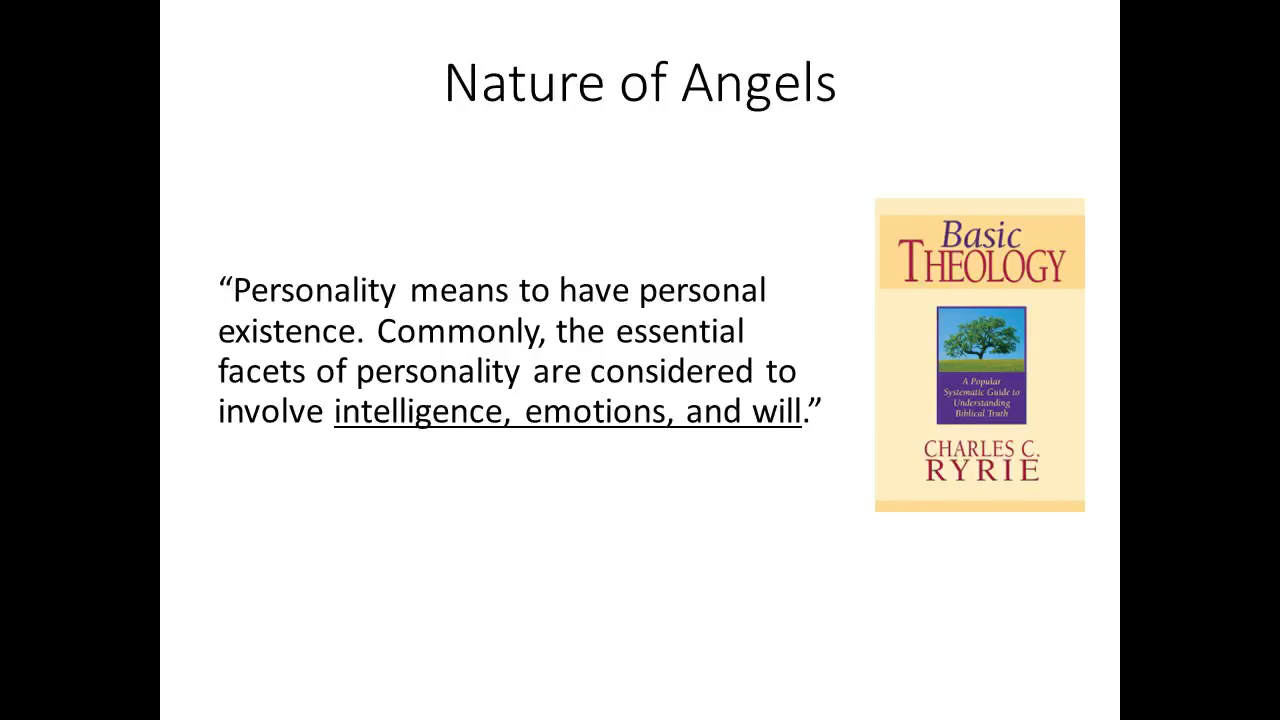 Nature of Angels
“Personality means to have personal
existence. Commonly, the essential
facets of personality are considered to
involve intelligence, emotions, and will.”
Basic
THEOLOGY
A Popular
Systematic Guide to
Understanding
Biblical Truth
CHARLES C.
RYRIE